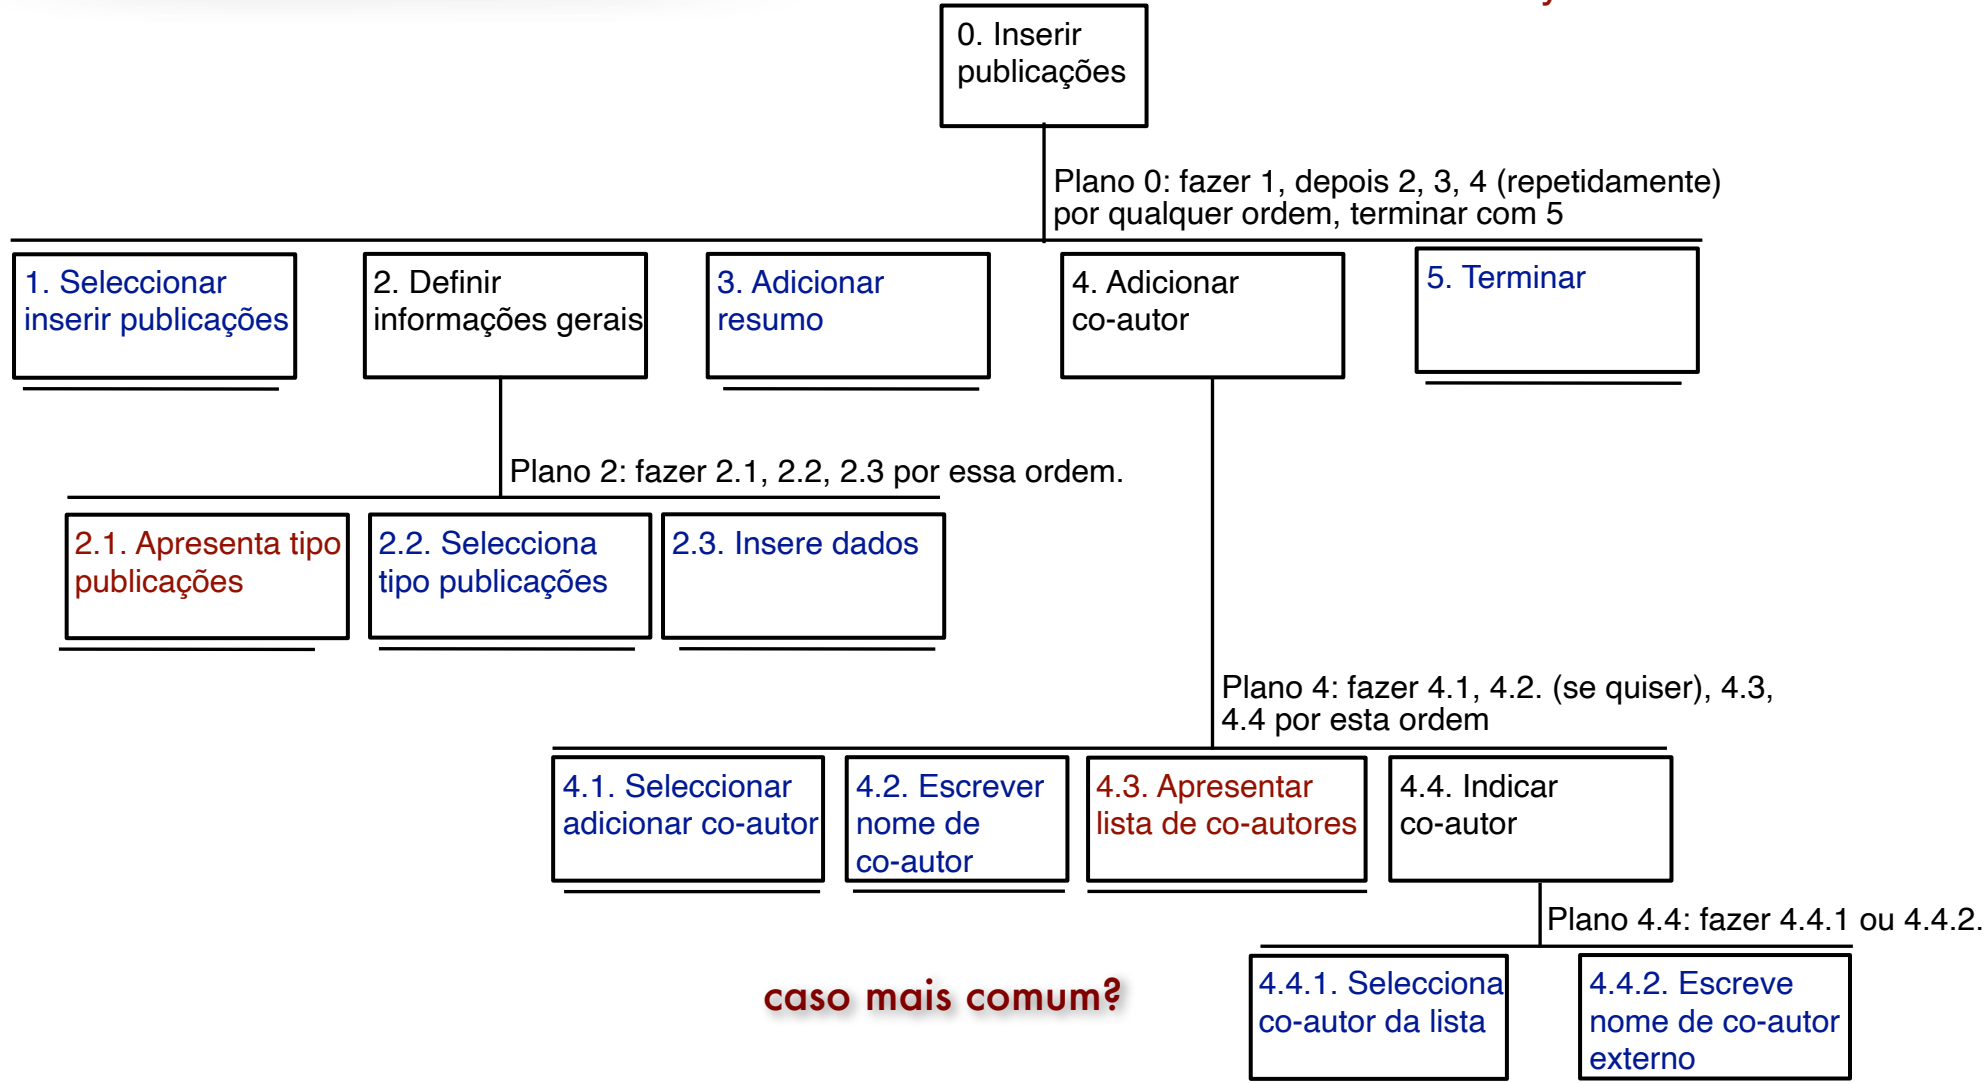 0. Inserir
publicações
Plano 0: fazer 1, depois 2, 3, 4 (repetidamente)
por qualquer ordem, terminar com 5
1. Seleccionar
inserir publicações
2. Definir
informações gerais
3. Adicionar
resumo
4. Adicionar
co-autor
5. Terminar
Plano 2: fazer 2.1, 2.2, 2.3 por essa ordem.
2.1. Apresenta tipo
publicações
2.2. Selecciona
tipo publicações
2.3. Insere dados
Plano 4: fazer 4.1, 4.2. (se quiser), 4.3,
4.4 por esta ordem
4.1. Seleccionar
adicionar co-autor
4.2. Escrever
nome de
co-autor
4.3. Apresentar
lista de co-autores
4.4. Indicar
co-autor
Plano 4.4: fazer 4.4.1 ou 4.4.2.
4.4.1. Selecciona
co-autor da lista
4.4.2. Escreve
nome de co-autor
externo
caso mais comum?